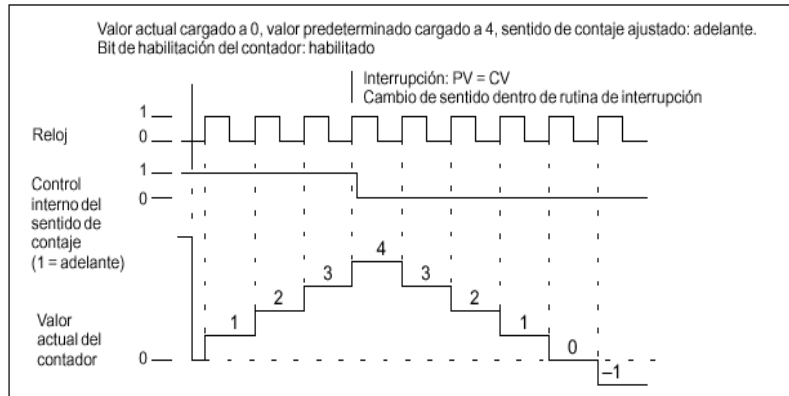 Valor actual cargado a 0, valor predeterminado cargado a 4, sentido de contaje ajustado: adelante.
Bit de habilitación del contador: habilitado
Interrupción: PV = CV
Cambio de sentido dentro de rutina de interrupción
Reloj
1
0
Control
interno del
sentido de
contaje
(1 = adelante)
1
0
Valor
actual del
contador
0
1
2
3
4
3
2
1
0
–1